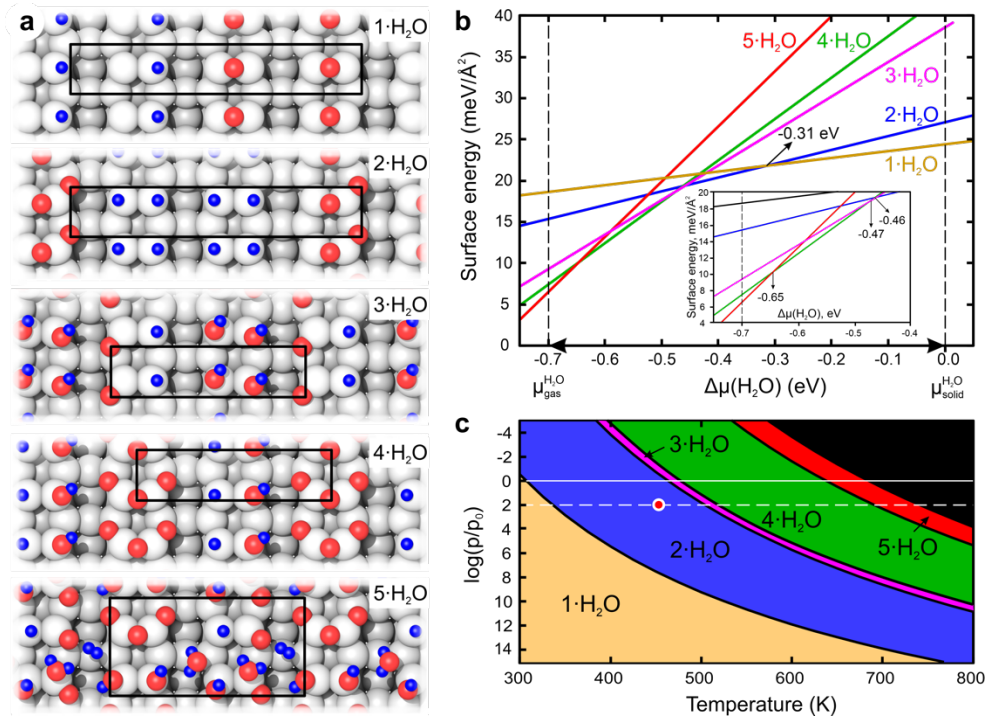 a
1·H₂O
2·H₂O
3·H₂O
4·H₂O
5·H₂O
b
Surface energy (meV/Å²)
40
35
30
25
20
15
10
5
0
5·H₂O
4·H₂O
3·H₂O
2·H₂O
1·H₂O
-0.31 eV
Surface energy, meV/Å²
20
18
16
14
12
10
8
6
4
-0.46
-0.47
-0.65
Δμ(H₂O), eV
-0.7
-0.6
-0.5
-0.4
-0.7
-0.6
-0.5
-0.4
-0.3
-0.2
-0.1
0.0
μ H₂O gas
Δμ(H₂O) (eV)
μ H₂O solid
c
log(p/p₀)
-4
-2
0
2
4
6
8
10
12
14
3·H₂O
4·H₂O
5·H₂O
2·H₂O
1·H₂O
300
400
500
600
700
800
Temperature (K)